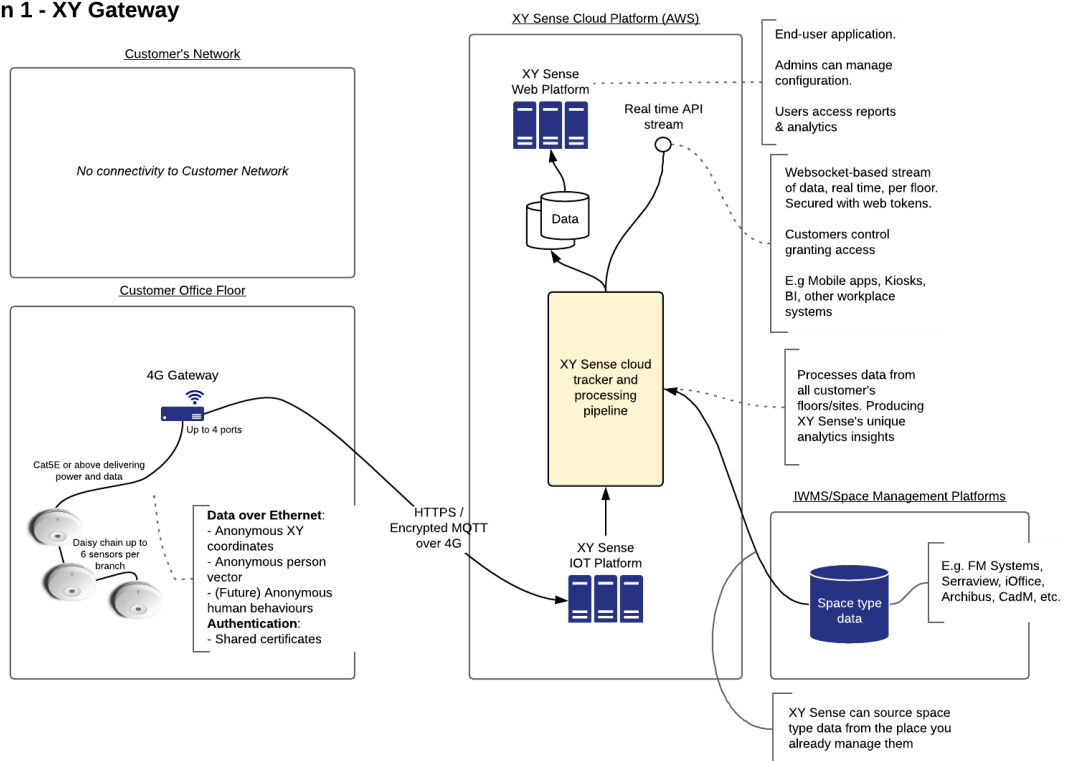 n 1 - XY Gateway
XY Sense Cloud Platform (AWS)
Customer's Network
No connectivity to Customer Network
XY Sense
Web Platform
Real time API
stream
End-user application.
Admins can manage
configuration.
Users access reports
& analytics
Data
Websocket-based stream
of data, real time, per floor.
Secured with web tokens.
Customers control
granting access
E.g Mobile apps, Kiosks,
BI, other workplace
systems
Customer Office Floor
4G Gateway
Up to 4 ports
Cat5E or above delivering
power and data
Daisy chain up to
6 sensors per
branch
Data over Ethernet:
- Anonymous XY
coordinates
- Anonymous person
vector
- (Future) Anonymous
human behaviours
Authentication:
- Shared certificates
HTTPS /
Encrypted MQTT
over 4G
XY Sense cloud
tracker and
processing
pipeline
Processes data from
all customer's
floors/sites. Producing
XY Sense's unique
analytics insights
XY Sense
IOT Platform
IWMS/Space Management Platforms
Space type
data
E.g. FM Systems,
Serraview, iOffice,
Archibus, CadM, etc.
XY Sense can source space
type data from the place you
already manage them